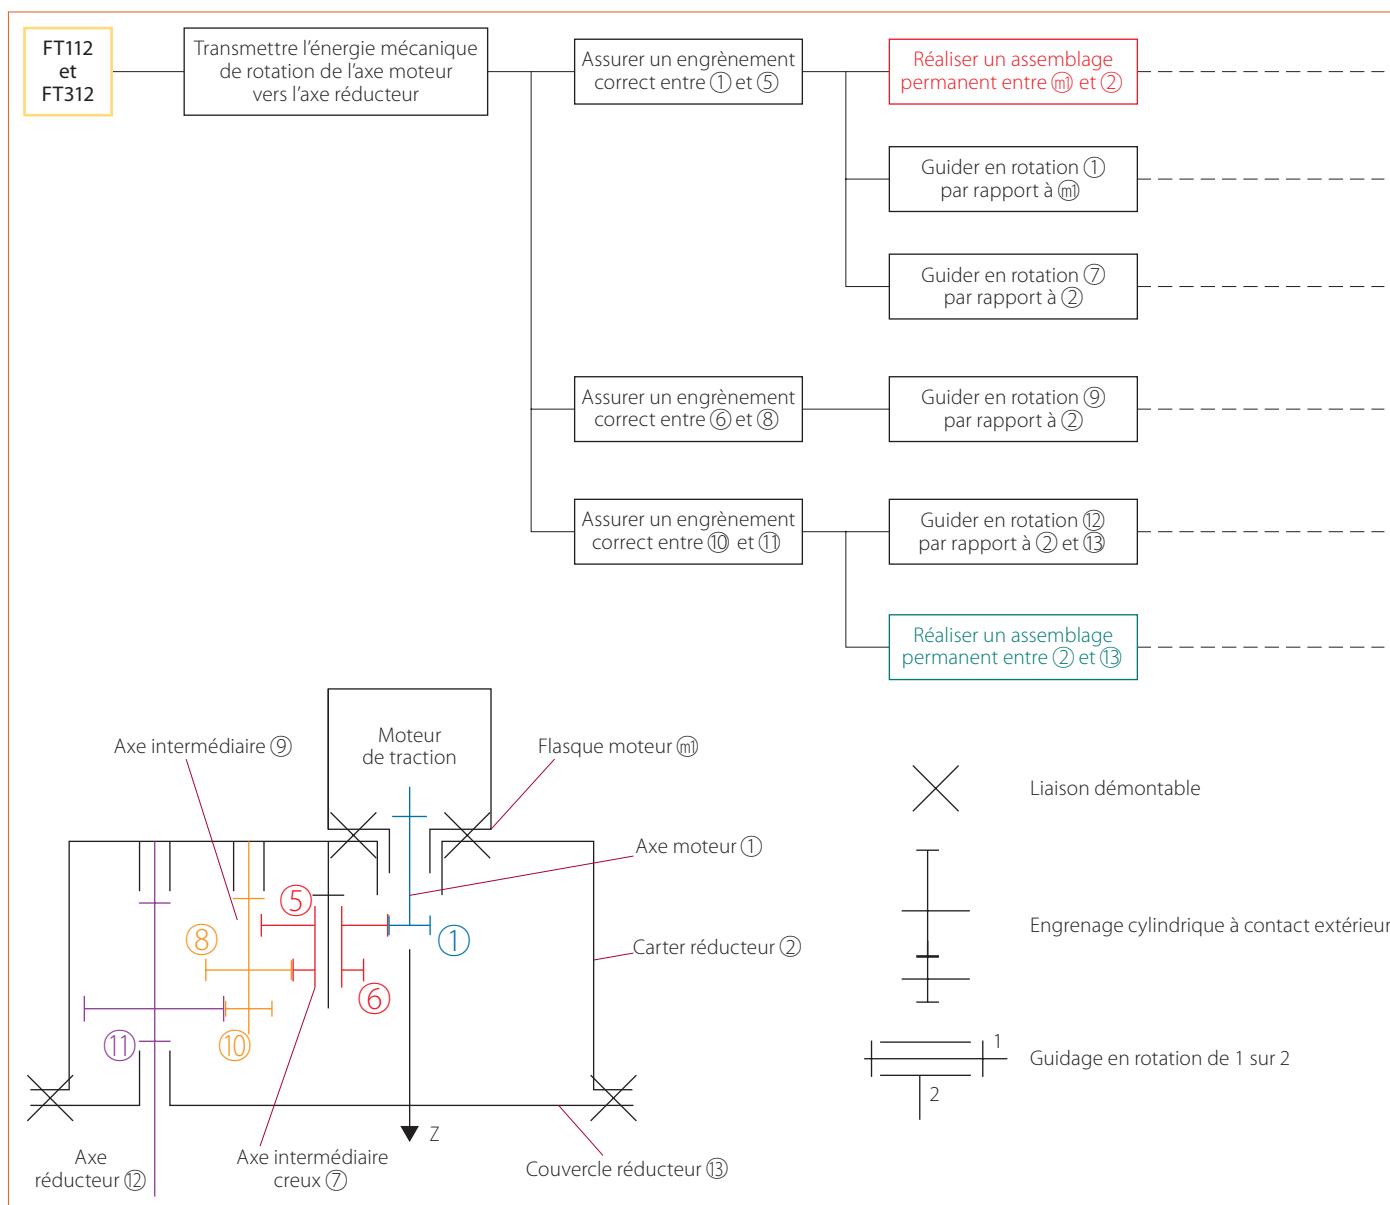 FT112
et
FT312
Transmettre l'énergie mécanique
de rotation de l'axe moteur
vers l'axe réducteur
Assurer un engrènement
correct entre ① et ⑤
Réaliser un assemblage
permanent entre ⓜ1 et ②
Guider en rotation ①
par rapport à ⓜ1
Guider en rotation ⑦
par rapport à ②
Assurer un engrènement
correct entre ⑥ et ⑧
Guider en rotation ⑨
par rapport à ②
Assurer un engrènement
correct entre ⑩ et ⑪
Guider en rotation ⑫
par rapport à ② et ⑬
Réaliser un assemblage
permanent entre ② et ⑬
Moteur
de traction
Axe intermédiaire ⑨
Flasque moteur ⓜ1
Axe moteur ①
Carter réducteur ②
⑤
①
⑧
⑥
⑪
⑩
Z
Axe
réducteur ⑫
Axe intermédiaire
creux ⑦
Couvercle réducteur ⑬
Liaison démontable
Engrenage cylindrique à contact extérieur
1
2
Guidage en rotation de 1 sur 2